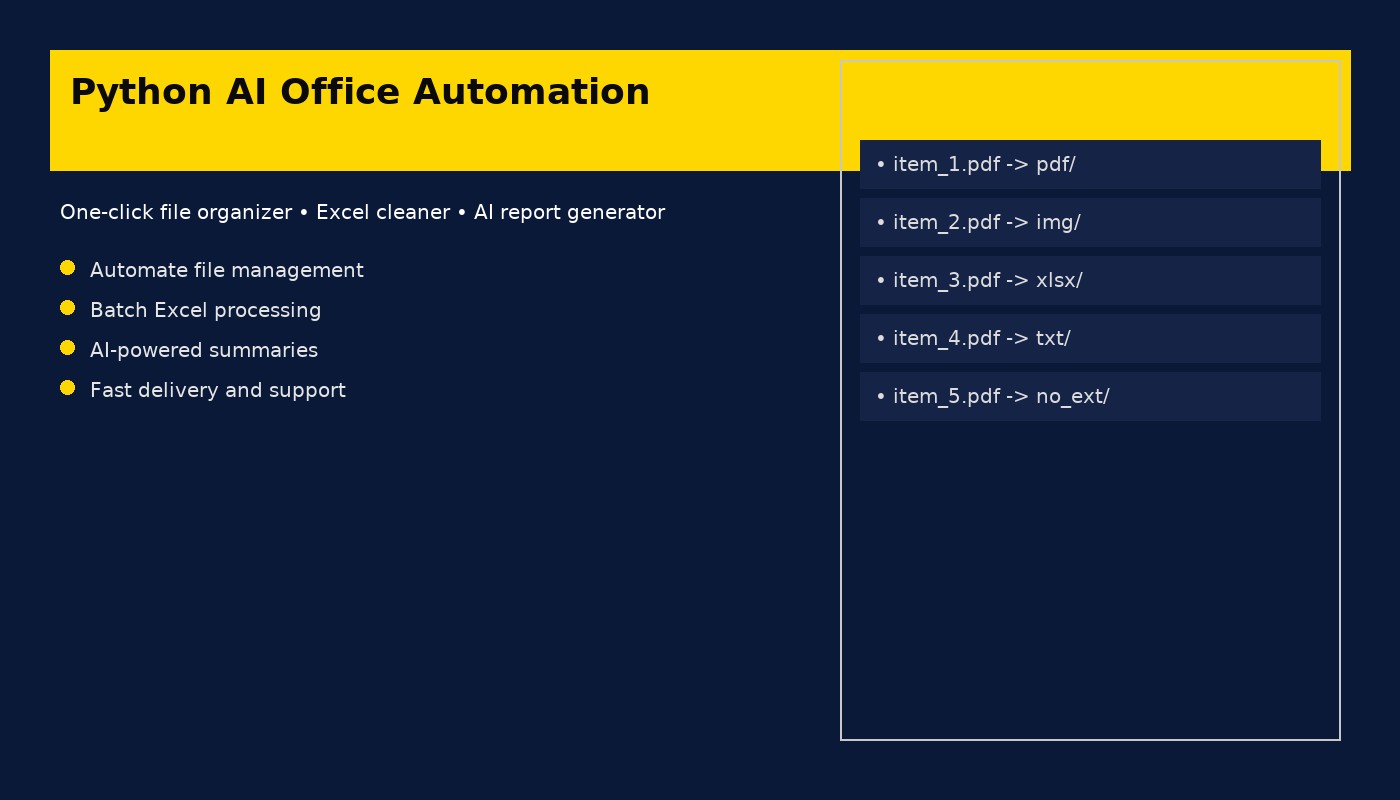 Python AI Office Automation
One-click file organizer • Excel cleaner • AI report generator
Automate file management
Batch Excel processing
AI-powered summaries
Fast delivery and support
• item_1.pdf -> pdf/
• item_2.pdf -> img/
• item_3.pdf -> xlsx/
• item_4.pdf -> txt/
• item_5.pdf -> no_ext/